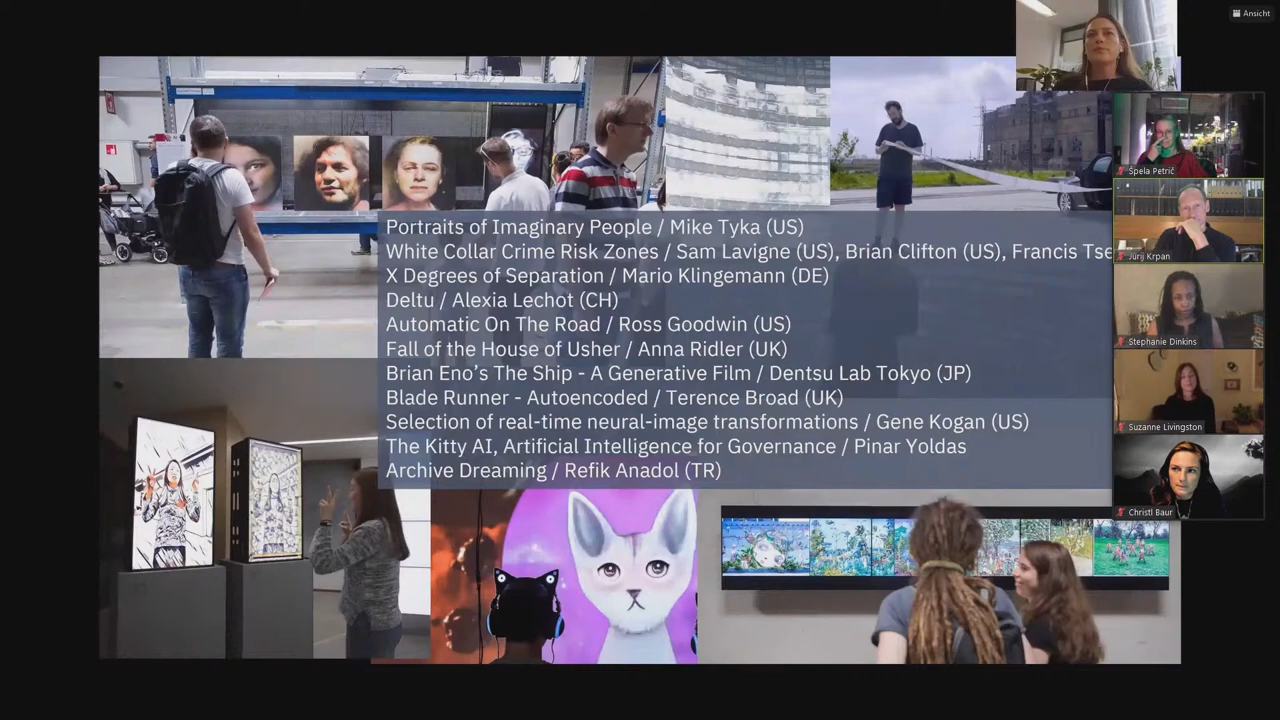 Ansicht
Portraits of Imaginary People / Mike Tyka (US)
White Collar Crime Risk Zones / Sam Lavigne (US), Brian Clifton (US), Francis Tse
X Degrees of Separation / Mario Klingemann (DE)
Deltu / Alexia Lechot (CH)
Automatic On The Road / Ross Goodwin (US)
Fall of the House of Usher / Anna Ridler (UK)
Brian Eno’s The Ship - A Generative Film / Dentsu Lab Tokyo (JP)
Blade Runner - Autoencoded / Terence Broad (UK)
Selection of real-time neural-image transformations / Gene Kogan (US)
The Kitty AI, Artificial Intelligence for Governance / Pinar Yoldas
Archive Dreaming / Refik Anadol (TR)
Špela Petrič
Jurij Krpan
Stephanie Dinkins
Suzanne Livingston
Christl Baur